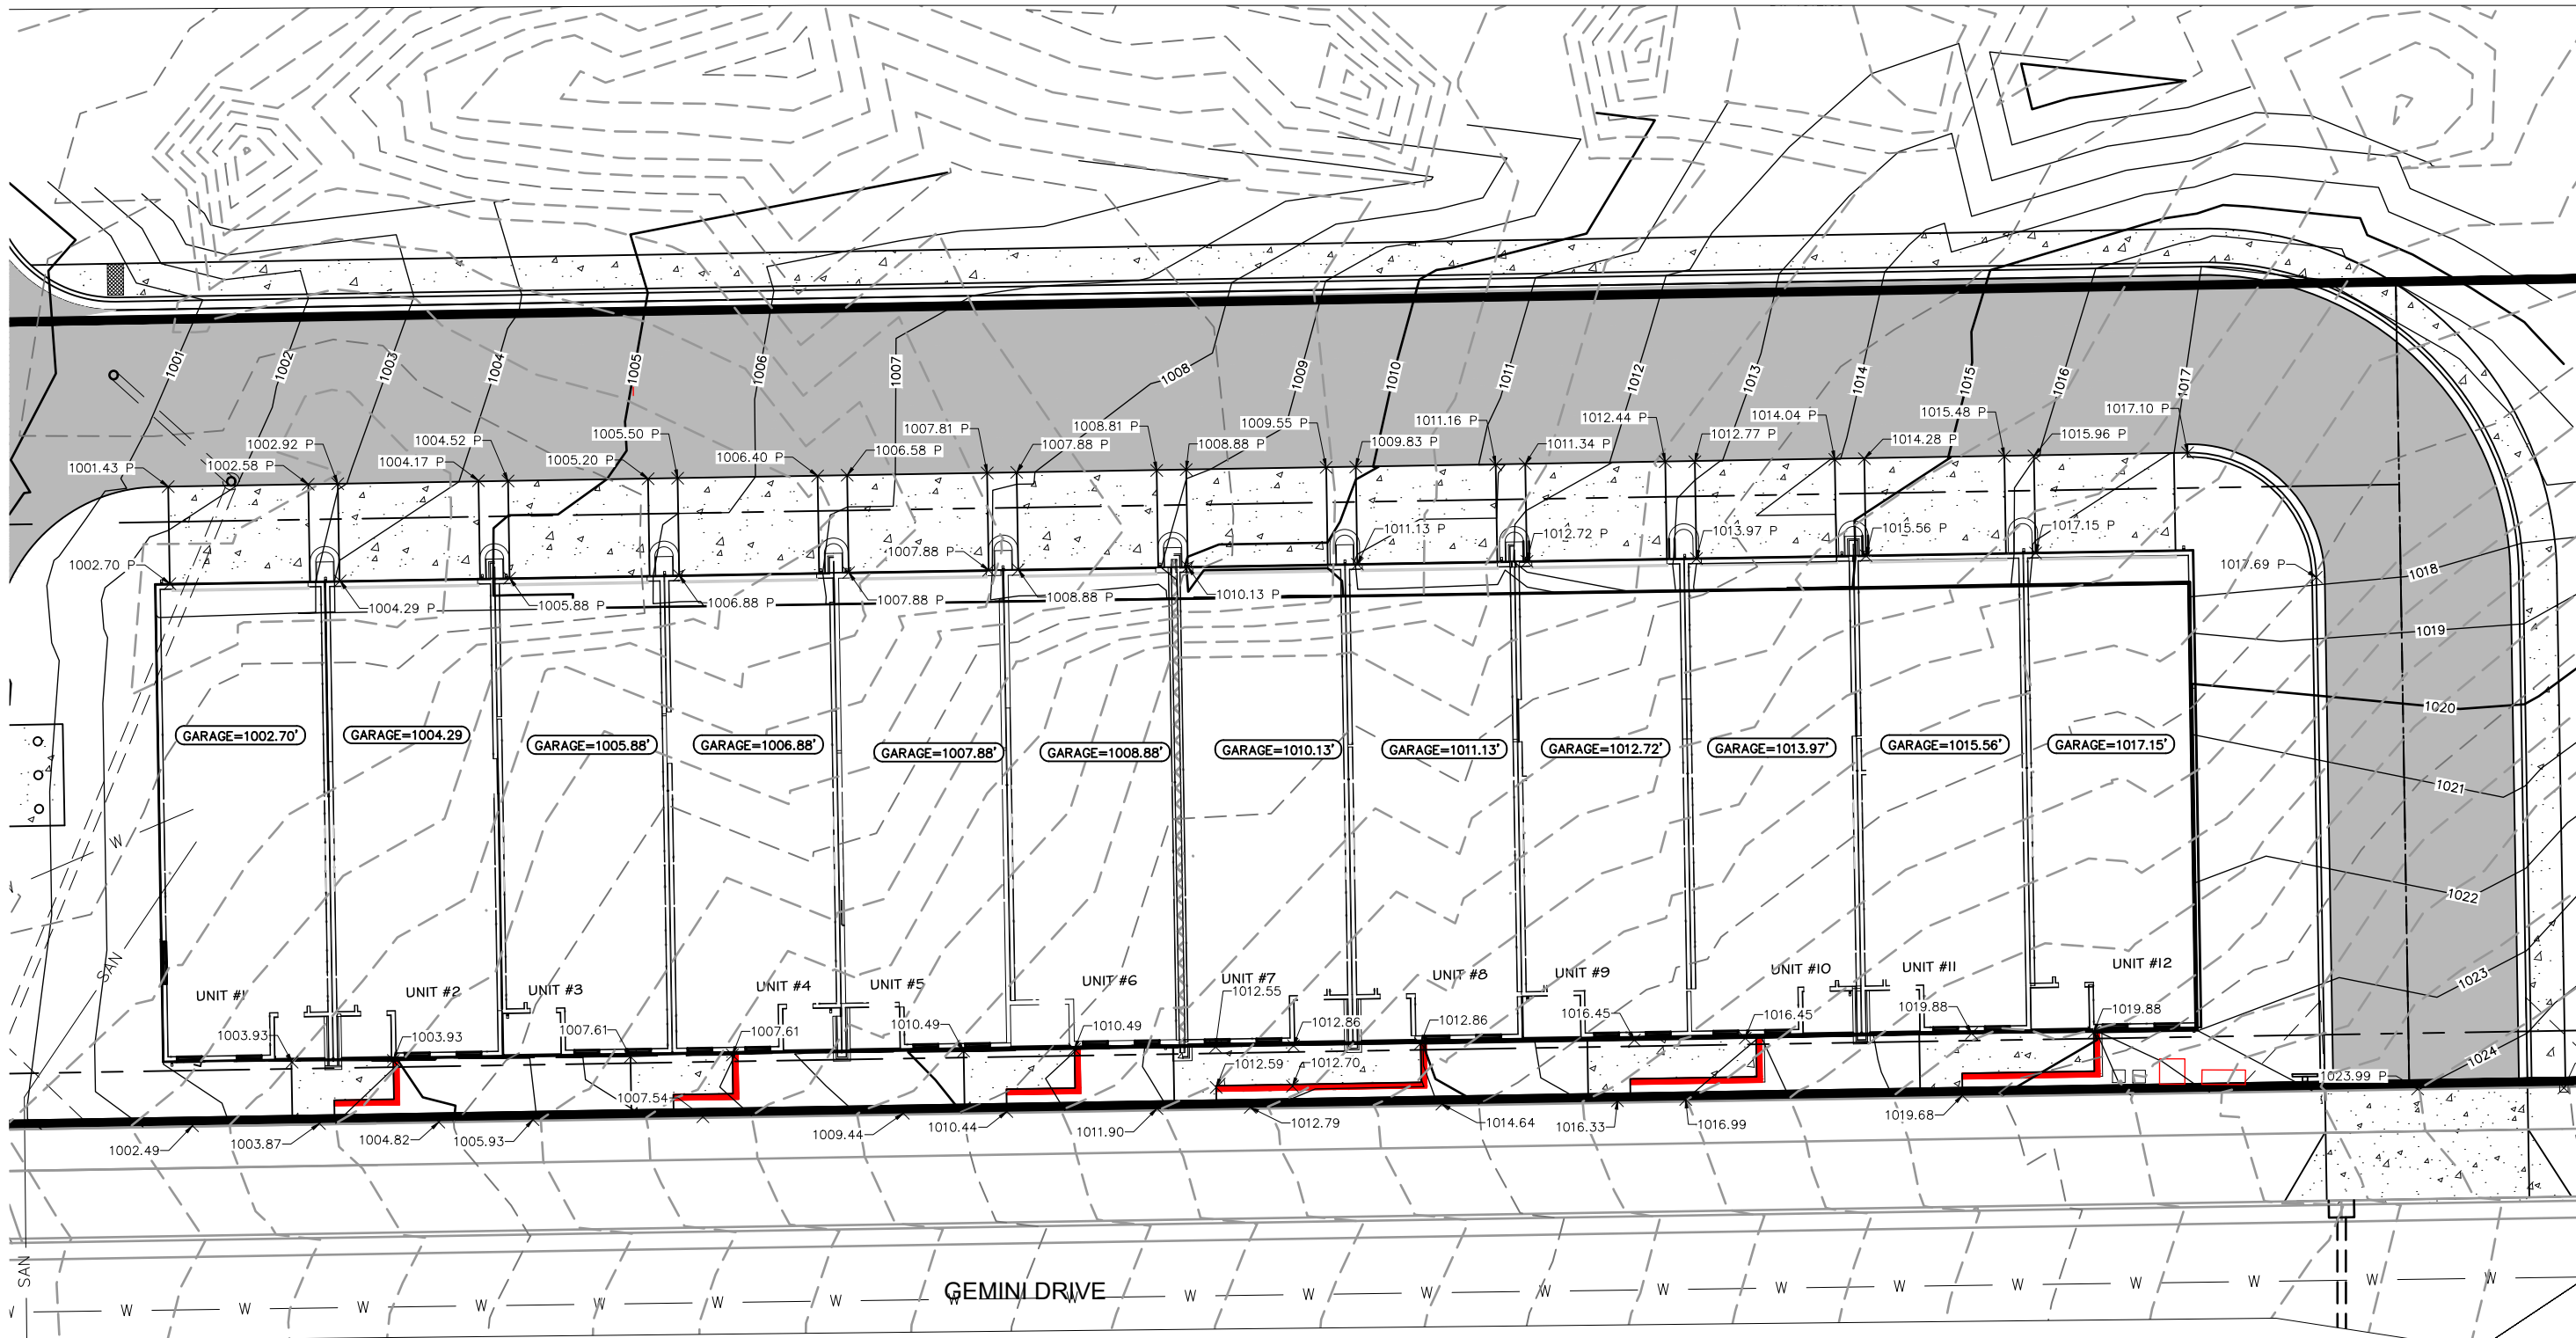 1001
1002
1003
1004
1005
1006
1007
1008
1009
1010
1011
1012
1013
1014
1015
1016
1017
1001.43 P
1002.58 P
1002.92 P
1004.17 P
1004.52 P
1005.20 P
1005.50 P
1006.40 P
1006.58 P
1007.81 P
1007.88 P
1008.81 P
1008.88 P
1009.55 P
1009.83 P
1011.16 P
1011.34 P
1012.44 P
1012.77 P
1014.04 P
1014.28 P
1015.48 P
1015.96 P
1017.10 P
1002.70 P
1004.29 P
1005.88 P
1006.88 P
1007.88 P
1007.88 P
1008.88 P
1010.13 P
1011.13 P
1012.72 P
1013.97 P
1015.56 P
1017.15 P
1017.69 P
1018
1019
1020
1021
1022
1023
1024
GARAGE=1002.70'
GARAGE=1004.29
GARAGE=1005.88'
GARAGE=1006.88'
GARAGE=1007.88'
GARAGE=1008.88'
GARAGE=1010.13'
GARAGE=1011.13'
GARAGE=1012.72'
GARAGE=1013.97'
GARAGE=1015.56'
GARAGE=1017.15'
W
SAN
UNIT #1
UNIT #2
UNIT #3
UNIT #4
UNIT #5
UNIT #6
UNIT #7
UNIT #8
UNIT #9
UNIT #10
UNIT #11
UNIT #12
1003.93
1003.93
1007.61
1007.61
1010.49
1010.49
1012.55
1012.86
1012.86
1016.45
1016.45
1019.88
1019.88
1012.59
1012.70
1007.54
1023.99 P
1002.49
1003.87
1004.82
1005.93
1009.44
1010.44
1011.90
1012.79
1014.64
1016.33
1016.99
1019.68
SAN
GEMINI DRIVE
W W W W W W W W W W W W W W W W W W W W W W